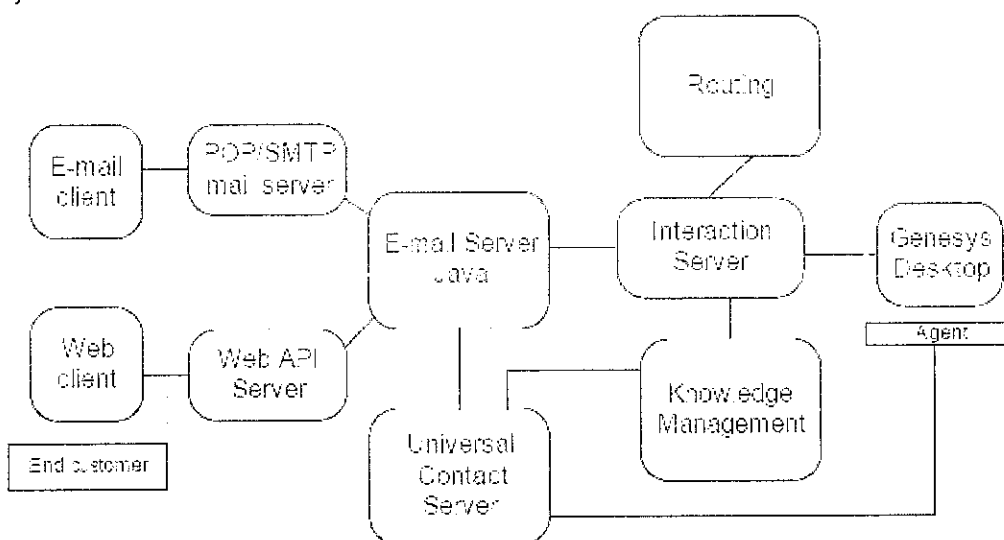 Routing
E-mail
client
POP/SMTP
mail server
E-mail Server
Java
Interaction
Server
Genesys
Desktop
Agent
Web
client
Web API
Server
End customer
Knowledge
Management
Universal
Contact
Server